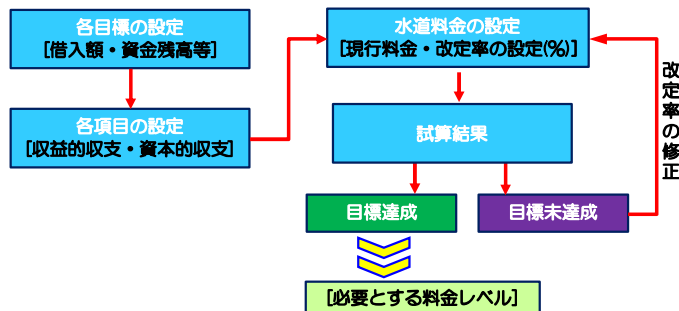 各目標の設定
[借入額・資金残高等]
各項目の設定
[収益的収支・資本的収支]
水道料金の設定
[現行料金・改定率の設定(%)]
試算結果
目標達成
目標未達成
改定率の修正
[必要とする料金レベル]